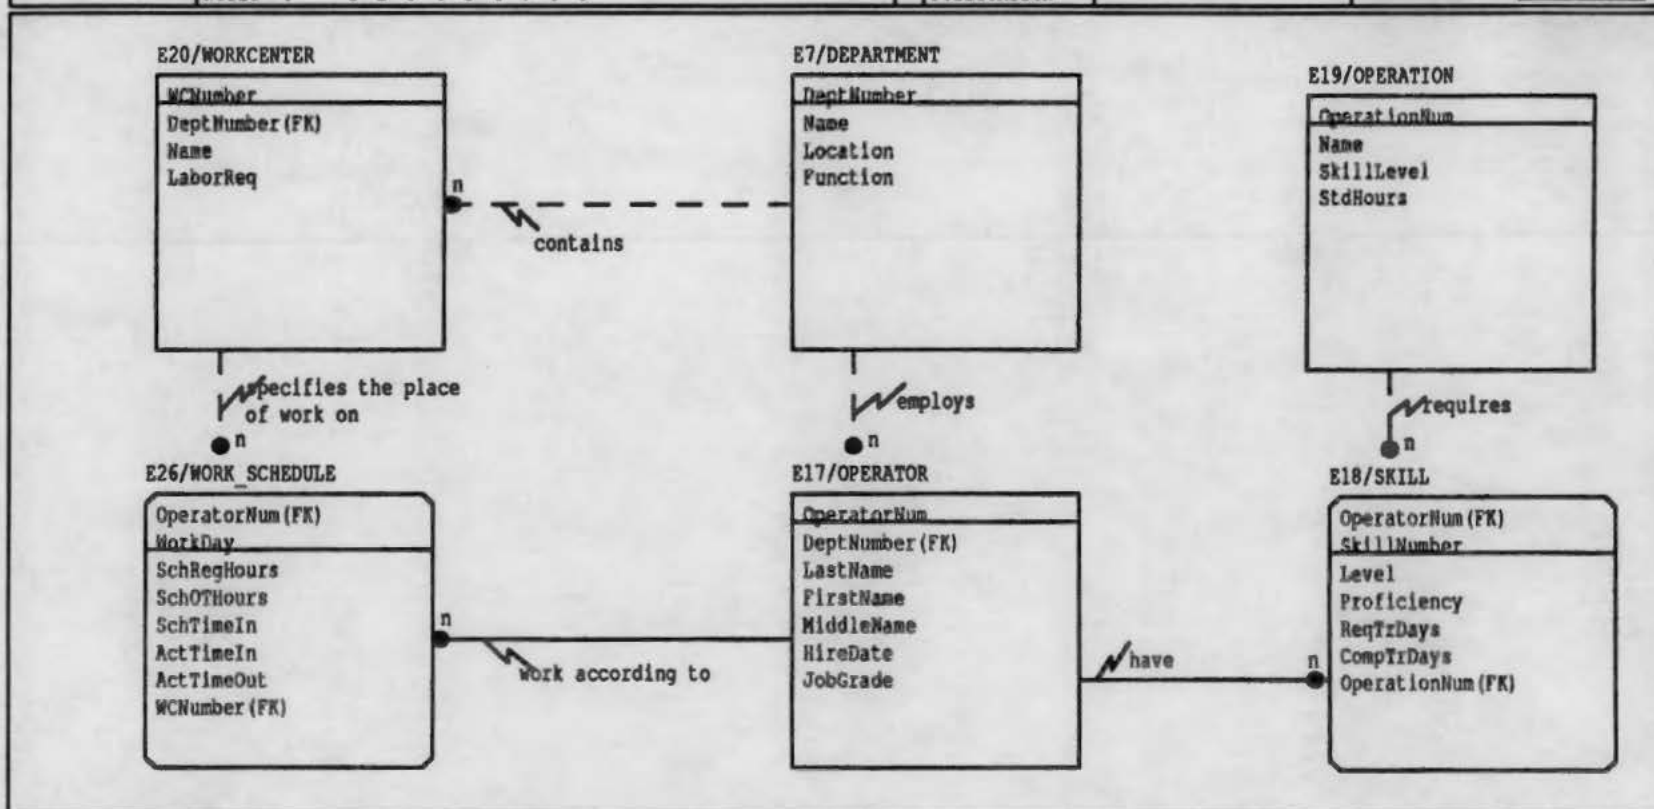 E20/WORKCENTER
WCNumber
DeptNumber(FK)
Name
LaborReq
n
contains
E7/DEPARTMENT
DeptNumber
Name
Location
Function
E19/OPERATION
OperationNum
Name
SkillLevel
StdHours
specifies the place
of work on
n
employs
n
requires
n
E26/WORK_SCHEDULE
OperatorNum(FK)
WorkDay
SchRegHours
SchOTHours
SchTimeIn
ActTimeIn
ActTimeOut
WCNumber(FK)
n
work according to
E17/OPERATOR
OperatorNum
DeptNumber(FK)
LastName
FirstName
MiddleName
HireDate
JobGrade
have
n
E18/SKILL
OperatorNum(FK)
SkillNumber
Level
Proficiency
ReqTrDays
CompTrDays
OperationNum(FK)